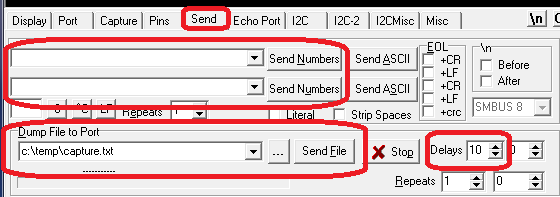 Display Port Capture Pins Send Echo Port I2C I2C-2 I2CMisc Misc \n
Send Numbers Send ASCII
EOL
+CR
+LF
+CR
+LF
+crc
\n
Before
After
Send Numbers Send ASCII
SMBUS 8
^C LF Repeats 1 Literal Strip Spaces
Dump File to Port
c:\temp\capture.txt ... Send File Stop Delays 10 0
Repeats 1 0